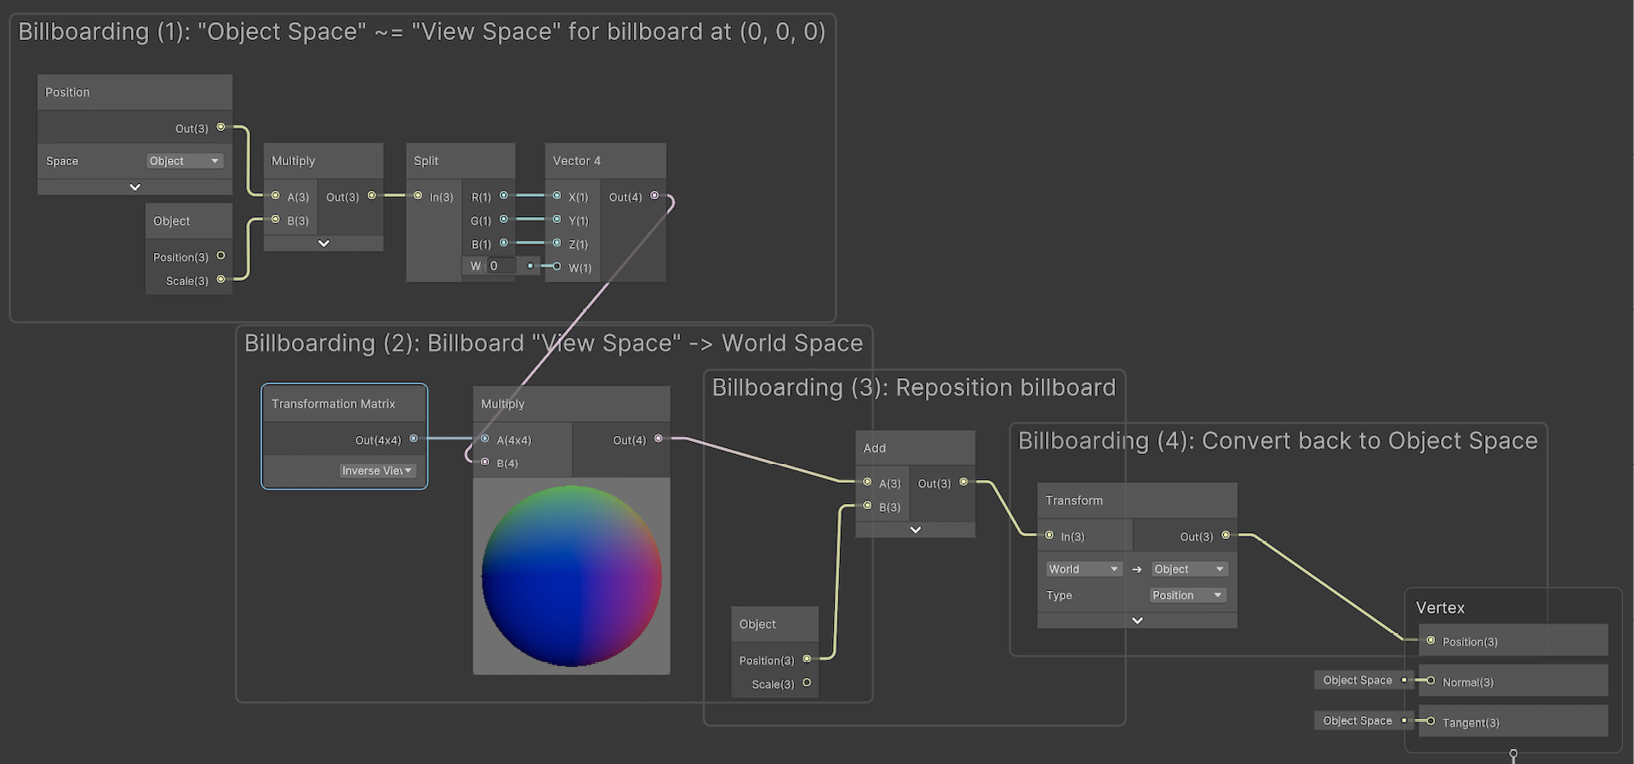 Billboarding (1): "Object Space" ~= "View Space" for billboard at (0, 0, 0)
Position
Out(3)
Space Object
Multiply
A(3) Out(3)
B(3)
Object
Position(3)
Scale(3)
Split
In(3) R(1)
G(1)
B(1)
W 0
Vector 4
X(1) Out(4)
Y(1)
Z(1)
W(1)
Billboarding (2): Billboard "View Space" -> World Space
Transformation Matrix
Out(4x4)
Inverse Viev
Multiply
A(4x4) Out(4)
B(4)
Billboarding (3): Reposition billboard
Add
A(3) Out(3)
B(3)
Object
Position(3)
Scale(3)
Billboarding (4): Convert back to Object Space
Transform
In(3) Out(3)
World → Object
Type Position
Vertex
Position(3)
Object Space Normal(3)
Object Space Tangent(3)